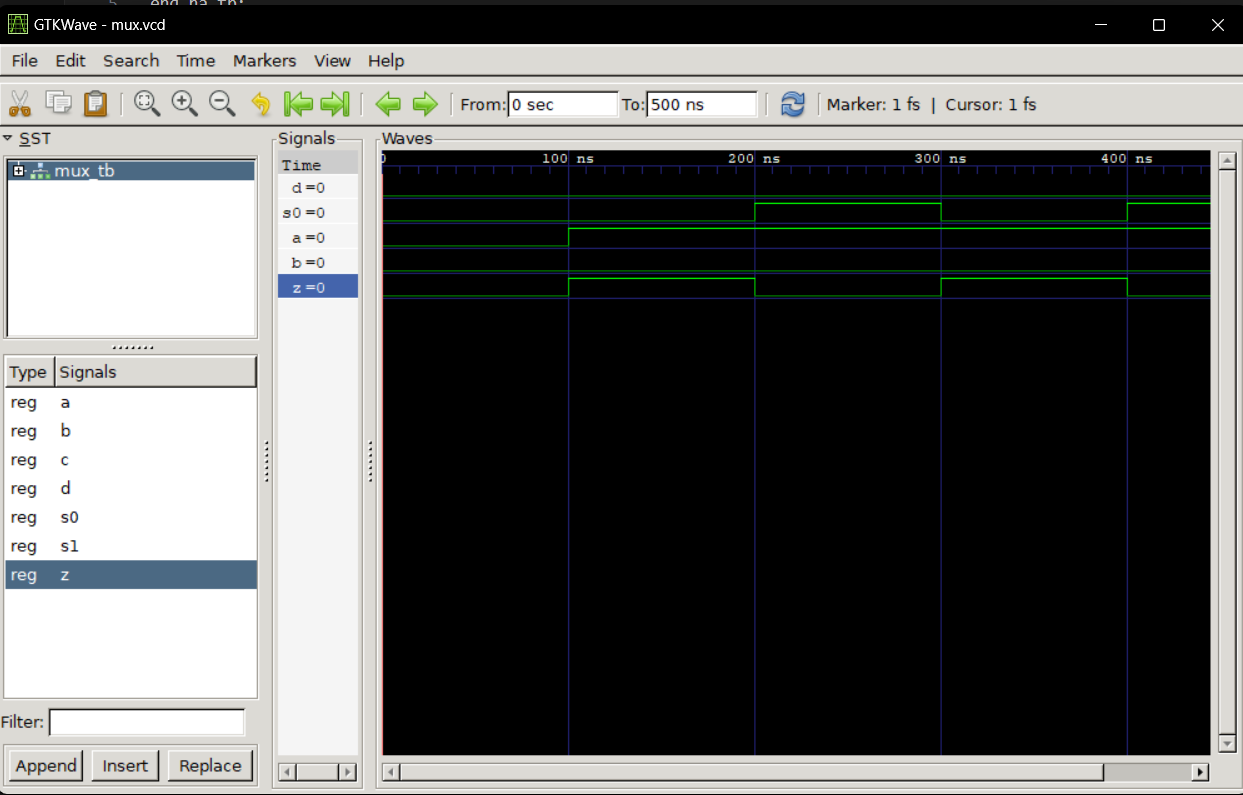 end ha_tb;
GTKWave - mux.vcd
File Edit Search Time Markers View Help
From: 0 sec To: 500 ns Marker: 1 fs | Cursor: 1 fs
SST
mux_tb
Type Signals
reg a
reg b
reg c
reg d
reg s0
reg s1
reg z
Filter:
Append Insert Replace
Signals
Time
d=0
s0=0
a=0
b=0
z=0
Waves
0 100 ns 200 ns 300 ns 400 ns